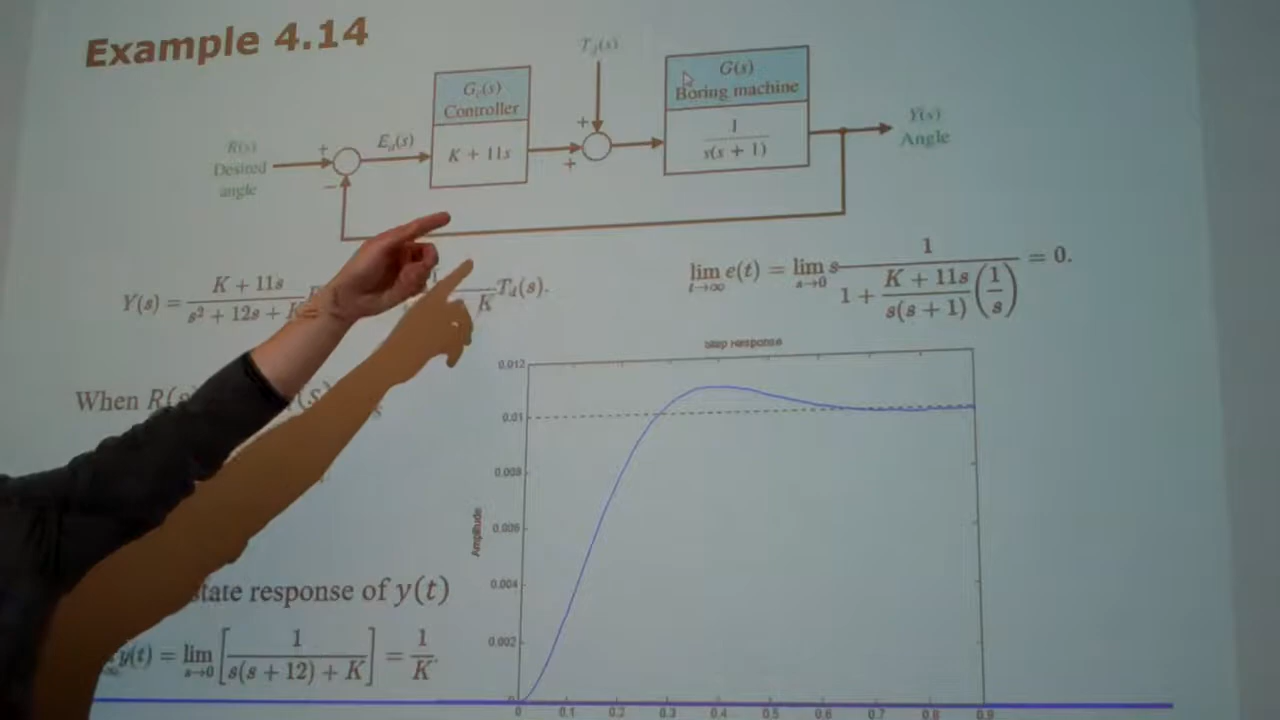 Example 4.14
T_d(s)
G_c(s)
Controller
K + 11s
G(s)
Boring machine
1
s(s + 1)
R(s)
Desired
angle
+
−
E_a(s)
+
+
Y(s)
Angle
Y(s) = K + 11s / s² + 12s + K T_d(s).
lim e(t) = lim s 1 / 1 + K + 11s / s(s + 1) (1/s) = 0.
t→∞ s→0
When R(s
state response of y(t)
y(t) = lim [1 / s(s + 12) + K] = 1/K.
s→0
Step Response
Amplitude
0.012
0.01
0.008
0.006
0.004
0.002
0
0 0.1 0.2 0.3 0.4 0.5 0.6 0.7 0.8 0.9